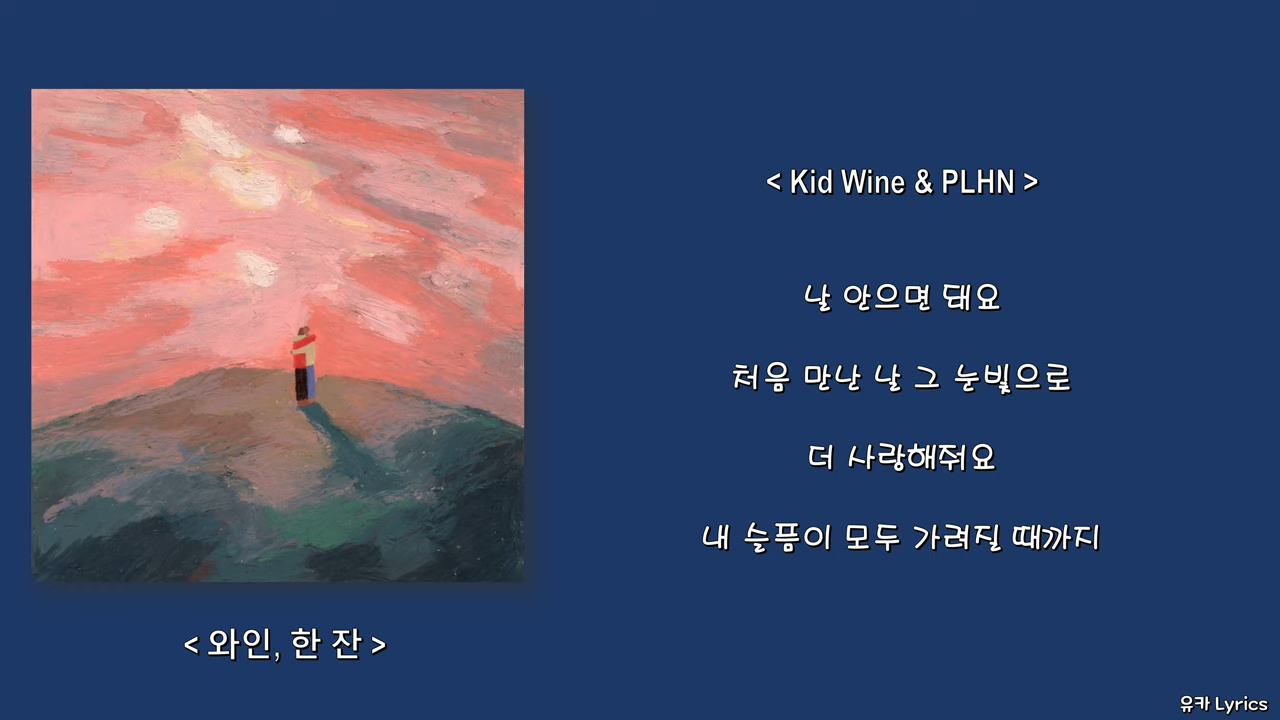 < Kid Wine & PLHN >
날 안으면 돼요
처음 만난 날 그 눈빛으로
더 사랑해줘요
내 슬픔이 모두 가려질 때까지
< 와인, 한 잔 >
유카 Lyrics